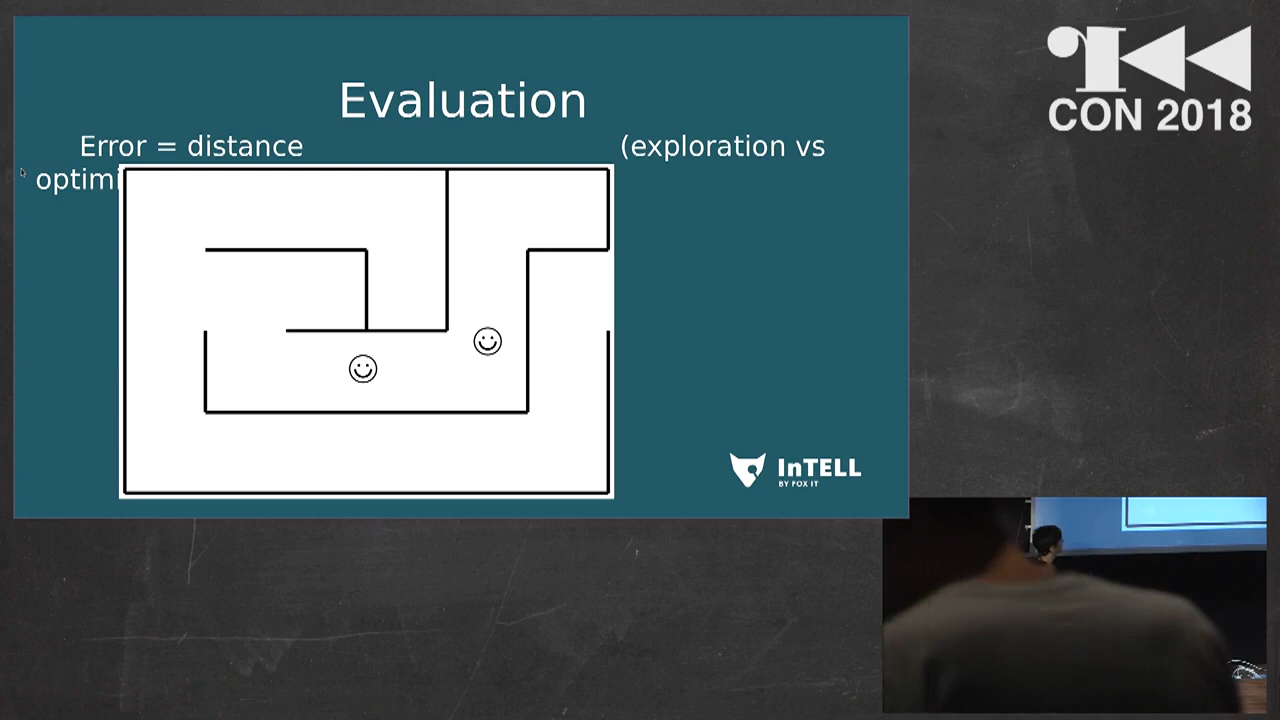 Evaluation
Error = distance (exploration vs
optimi
InTELL
BY FOX IT
CON 2018